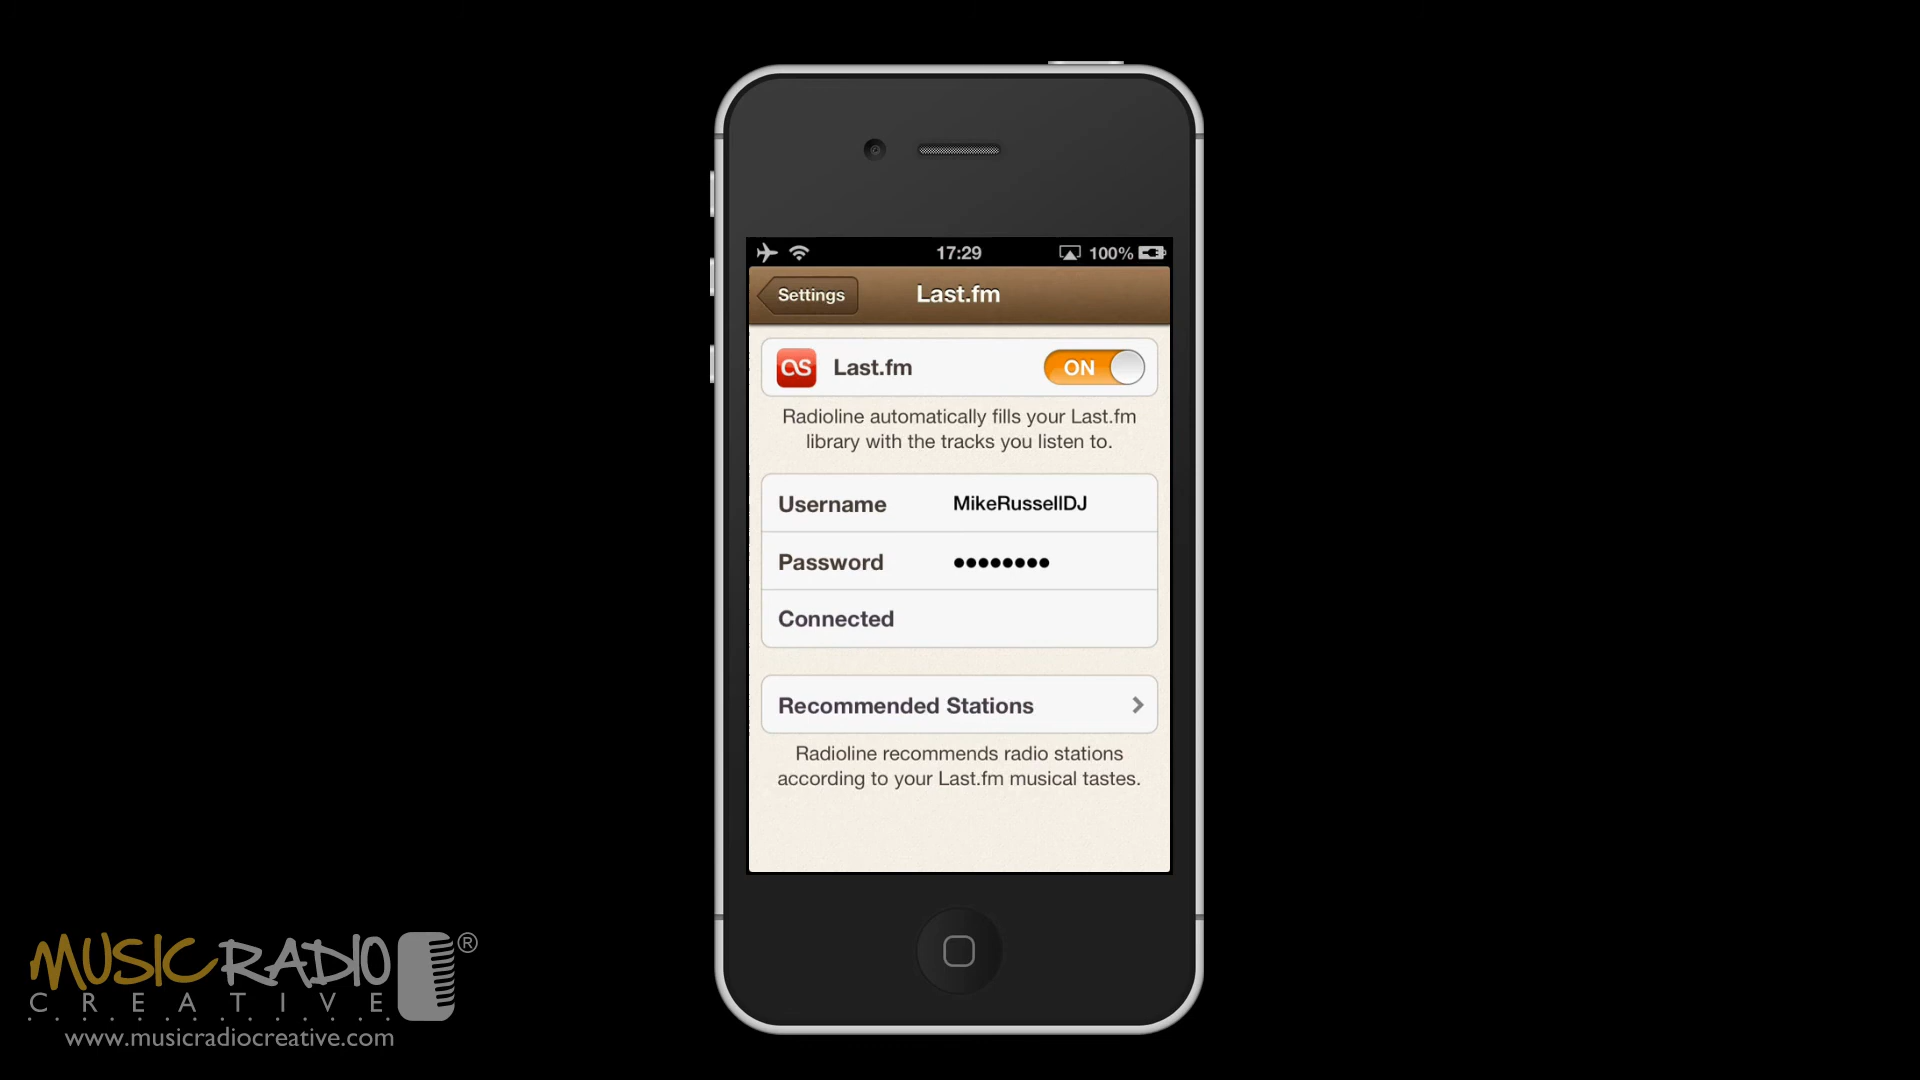 17:29
100%
Settings
Last.fm
Last.fm
ON
Radioline automatically fills your Last.fm
library with the tracks you listen to.
Username MikeRussellDJ
Password ••••••••
Connected
Recommended Stations
Radioline recommends radio stations
according to your Last.fm musical tastes.
MUSIC RADIO ®
CREATIVE
www.musicradiocreative.com